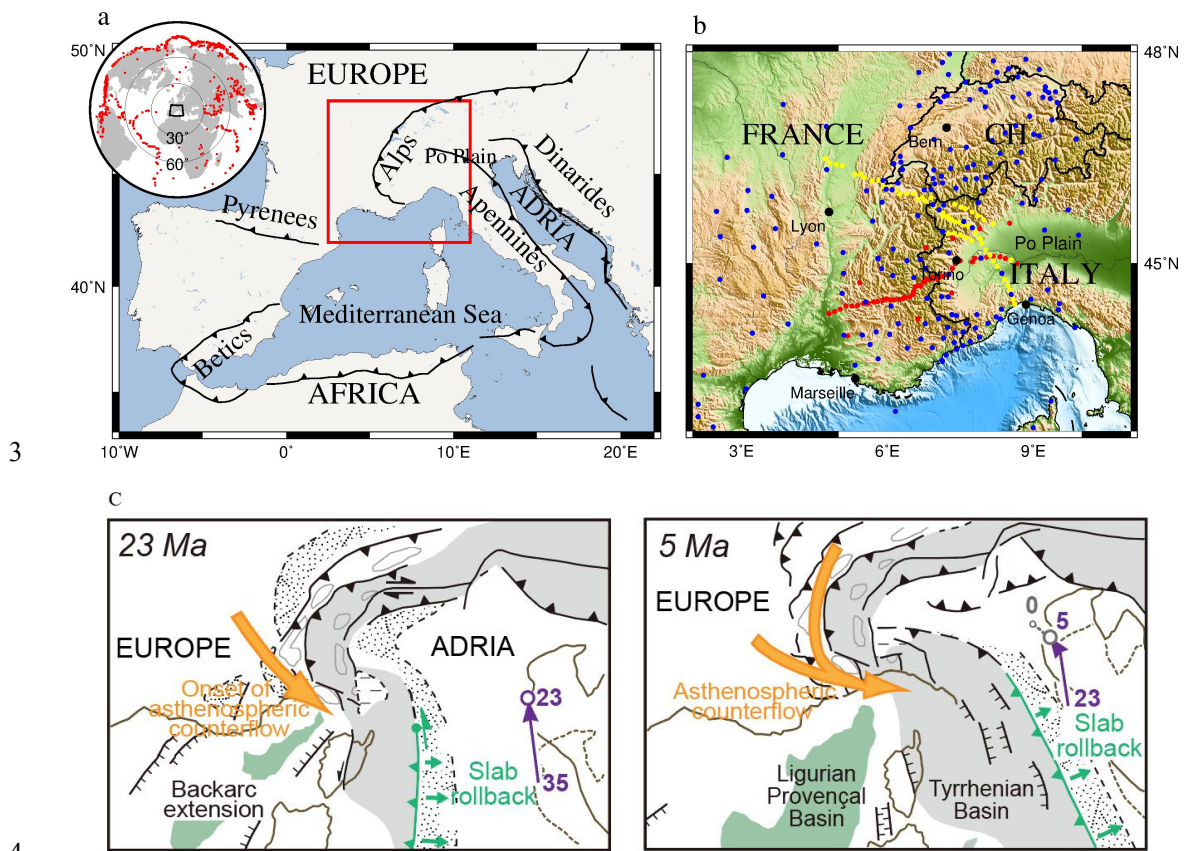 a
50°N
40°N
10°W
0°
10°E
20°E
30°
60°
EUROPE
Alps
Po Plain
Dinarides
ADRIA
Apennines
Pyrenees
Mediterranean Sea
Betics
AFRICA
b
48°N
45°N
3°E
6°E
9°E
FRANCE
CH
Bern
Lyon
Po Plain
Torino
ITALY
Genoa
Marseille
3
c
23 Ma
EUROPE
ADRIA
Onset of
asthenospheric
counterflow
23
35
Slab
rollback
Backarc
extension
5 Ma
EUROPE
0
5
23
Asthenospheric
counterflow
Slab
rollback
Ligurian
Provençal
Basin
Tyrrhenian
Basin
4